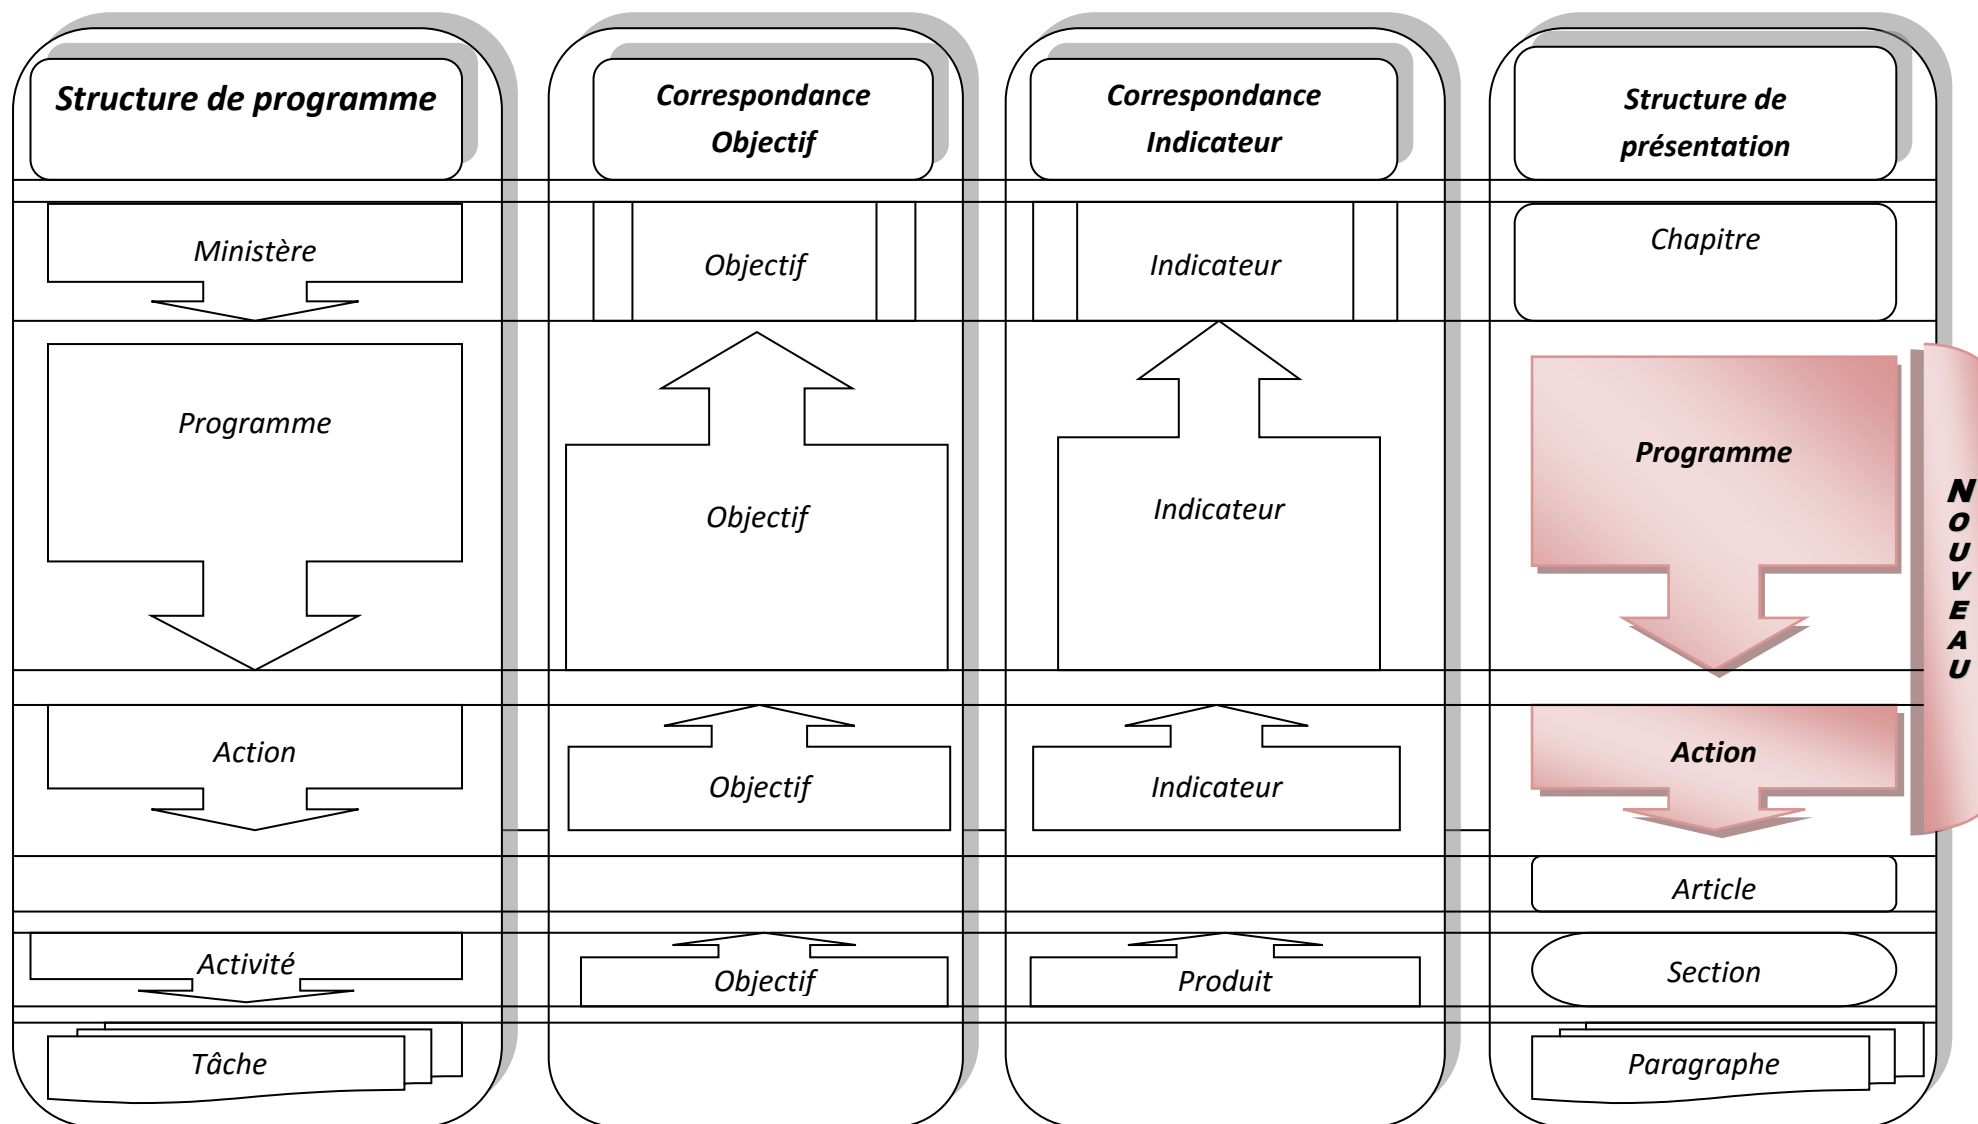 Structure de programme
Correspondance
Objectif
Correspondance
Indicateur
Structure de
présentation
Ministère
Objectif
Indicateur
Chapitre
Programme
Objectif
Indicateur
Programme
NOUVEAU
Action
Objectif
Indicateur
Action
Article
Activité
Objectif
Produit
Section
Tâche
Paragraphe